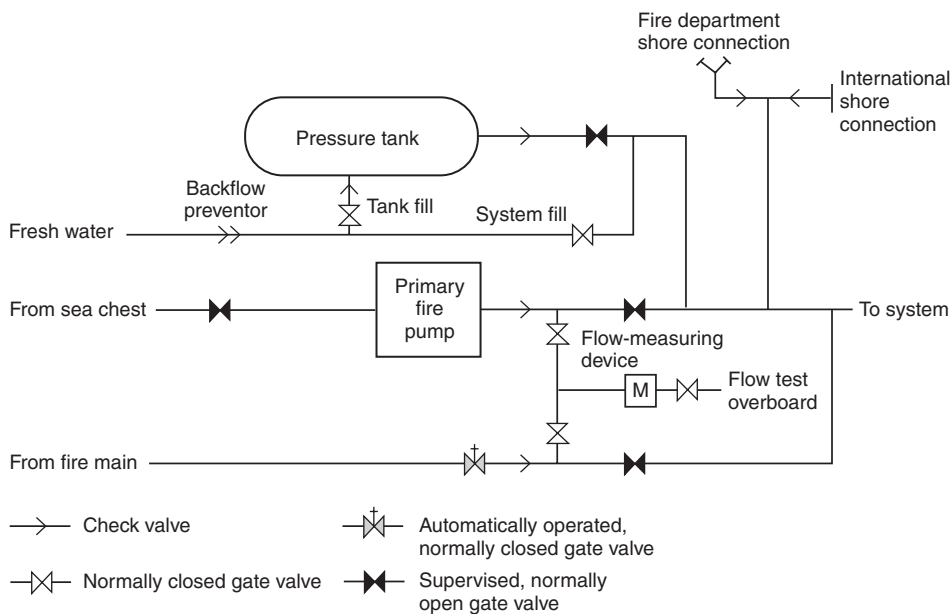 Fire department
shore connection
International
shore
connection
Pressure tank
Backflow
preventor
Tank fill
System fill
Fresh water
From sea chest
Primary
fire
pump
To system
Flow-measuring
device
M
Flow test
overboard
From fire main
Check valve
Automatically operated,
normally closed gate valve
Normally closed gate valve
Supervised, normally
open gate valve